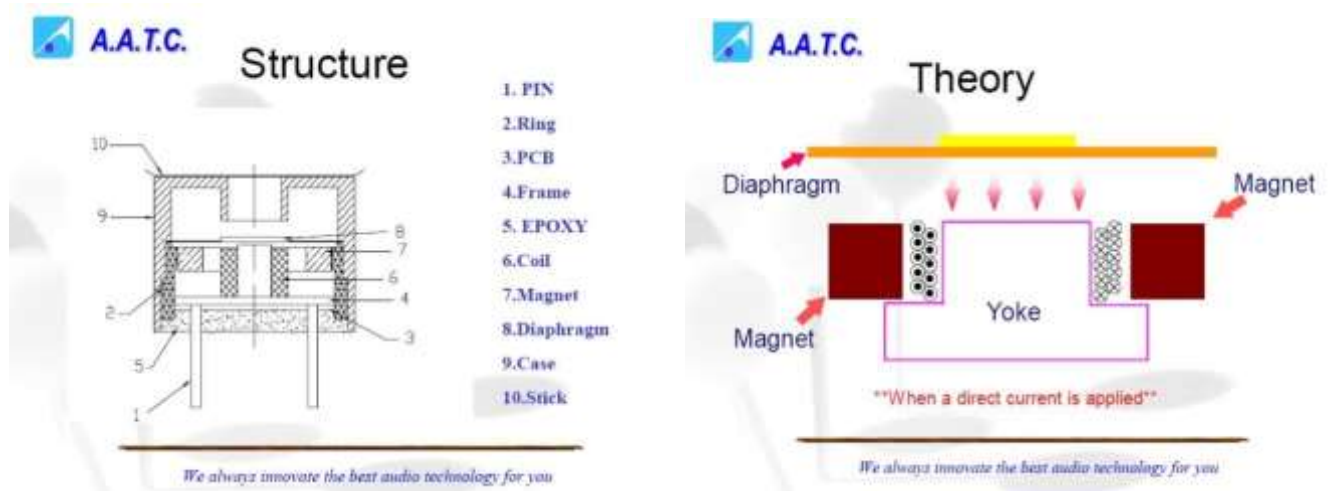 A.A.T.C.
Structure
1. PIN
2.Ring
3.PCB
4.Frame
5. EPOXY
6.Coil
7.Magnet
8.Diaphragm
9.Case
10.Stick
10
9
8
7
6
4
2
3
5
1
We always innovate the best audio technology for you
A.A.T.C.
Theory
Diaphragm
Magnet
Yoke
Magnet
**When a direct current is applied**
We always innovate the best audio technology for you